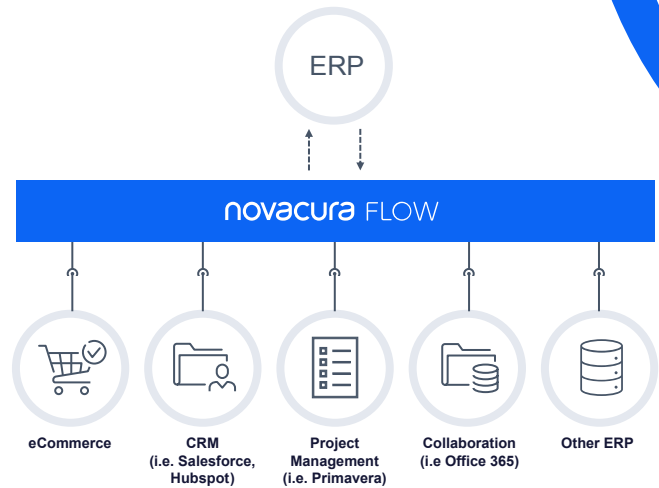 ERP
novacura FLOW
eCommerce
CRM
(i.e. Salesforce,
Hubspot)
Project
Management
(i.e. Primavera)
Collaboration
(i.e Office 365)
Other ERP